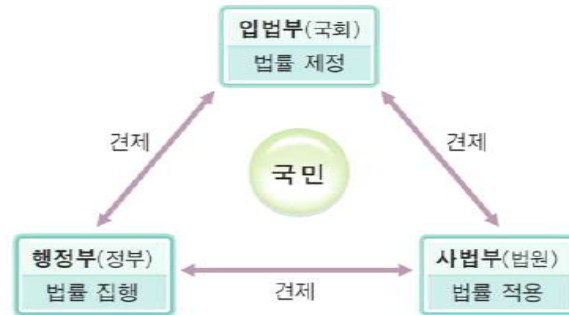 입법부(국회)
법률 제정
견제
견제
국민
행정부(정부)
법률 집행
견제
사법부(법원)
법률 적용